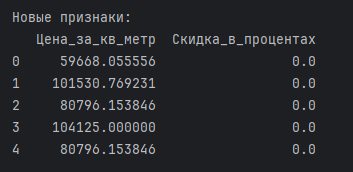 Новые признаки:
Цена_за_кв_метр Скидка_в_процентах
0 59668.055556 0.0
1 101530.769231 0.0
2 80796.153846 0.0
3 104125.000000 0.0
4 80796.153846 0.0